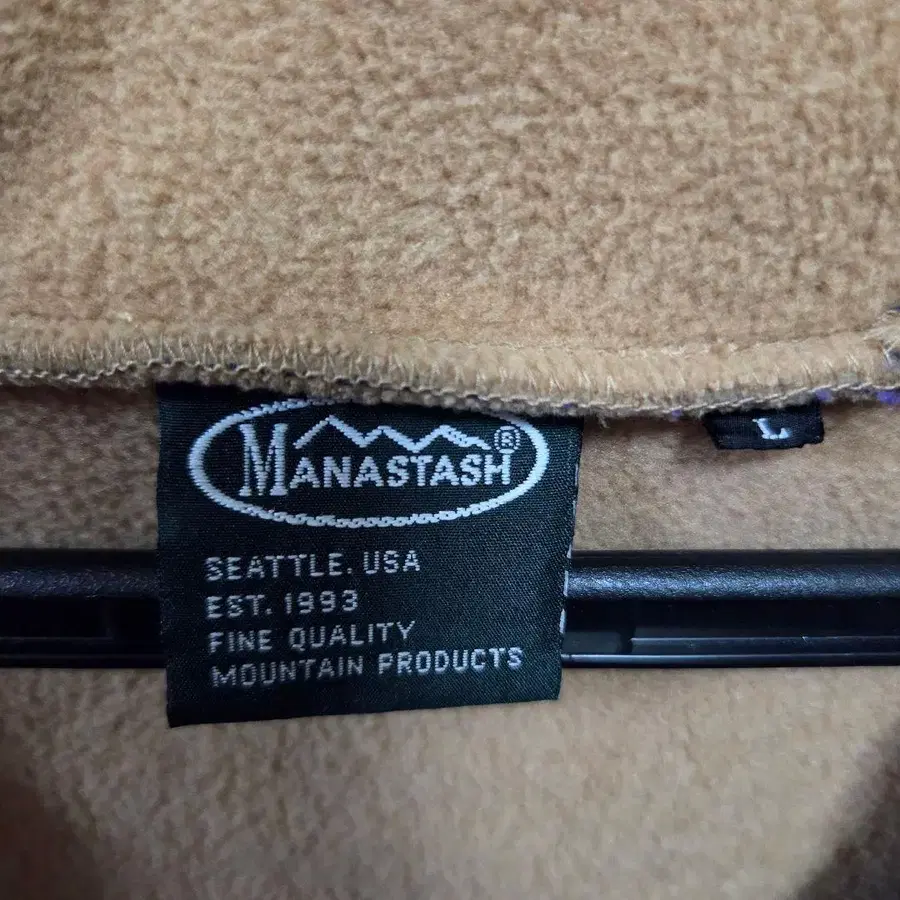 MANASTASH®
SEATTLE. USA
EST. 1993
FINE QUALITY
MOUNTAIN PRODUCTS
L